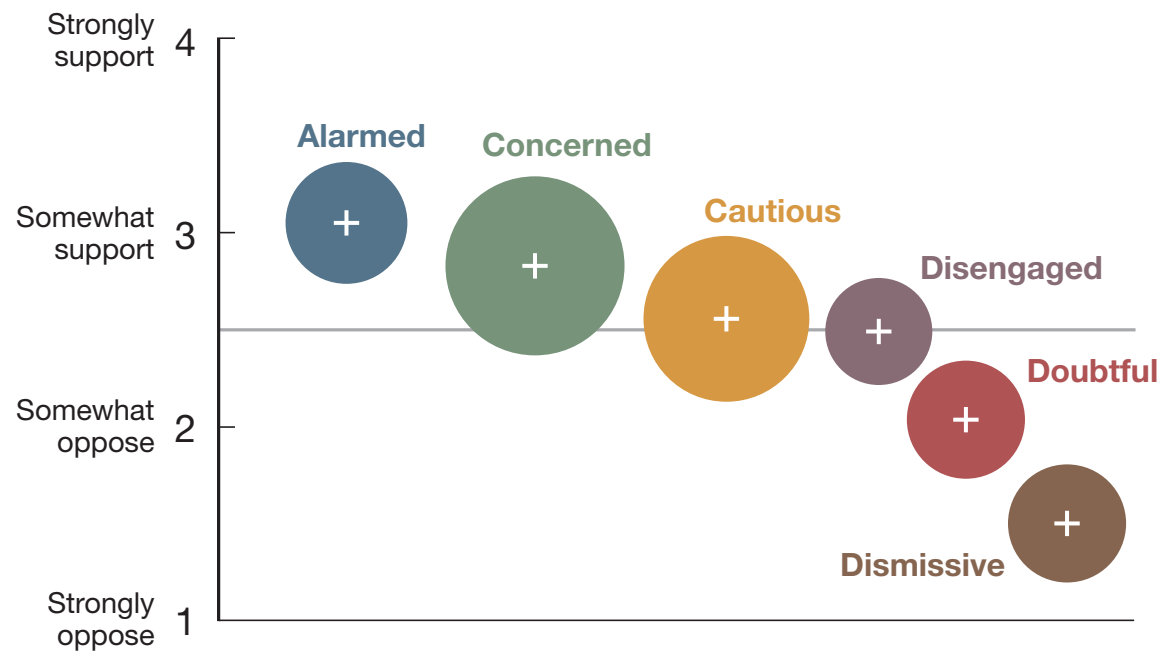 Strongly
support
4
Alarmed
Concerned
Cautious
Somewhat
support
3
Disengaged
Doubtful
Somewhat
oppose
2
Dismissive
Strongly
oppose
1